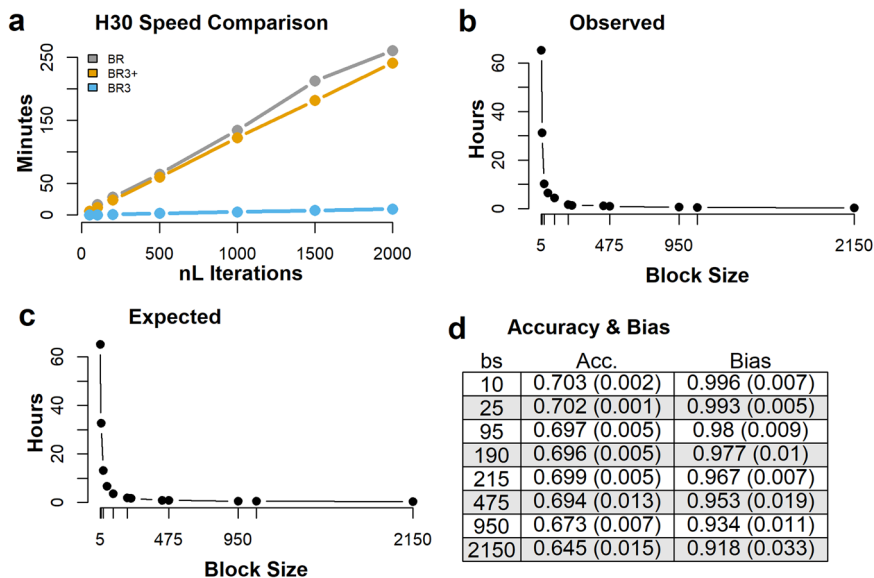 a
H30 Speed Comparison
BR
BR3+
BR3
Minutes
0
50
150
250
0
500
1000
1500
2000
nL Iterations
b
Observed
Hours
0
20
40
60
5
475
950
2150
Block Size
c
Expected
Hours
0
20
40
60
5
475
950
2150
Block Size
d
Accuracy & Bias
bs Acc. Bias
10 0.703 (0.002) 0.996 (0.007)
25 0.702 (0.001) 0.993 (0.005)
95 0.697 (0.005) 0.98 (0.009)
190 0.696 (0.005) 0.977 (0.01)
215 0.699 (0.005) 0.967 (0.007)
475 0.694 (0.013) 0.953 (0.019)
950 0.673 (0.007) 0.934 (0.011)
2150 0.645 (0.015) 0.918 (0.033)